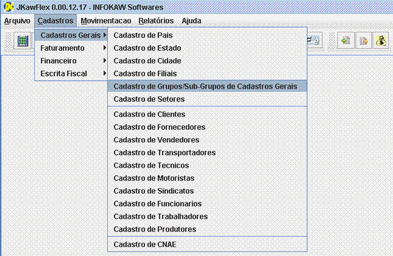 JKawFlex 0.00.12.17 - INFOKAW Softwares
Arquivo Cadastros Movimentacao Relatórios Ajuda
Cadastros Gerais
Faturamento
Financeiro
Escrita Fiscal
Cadastro de Pais
Cadastro de Estado
Cadastro de Cidade
Cadastro de Filiais
Cadastro de Grupos/Sub-Grupos de Cadastros Gerais
Cadastro de Setores
Cadastro de Clientes
Cadastro de Fornecedores
Cadastro de Vendedores
Cadastro de Transportadores
Cadastro de Tecnicos
Cadastro de Motoristas
Cadastro de Sindicatos
Cadastro de Funcionarios
Cadastro de Trabalhadores
Cadastro de Produtores
Cadastro de CNAE